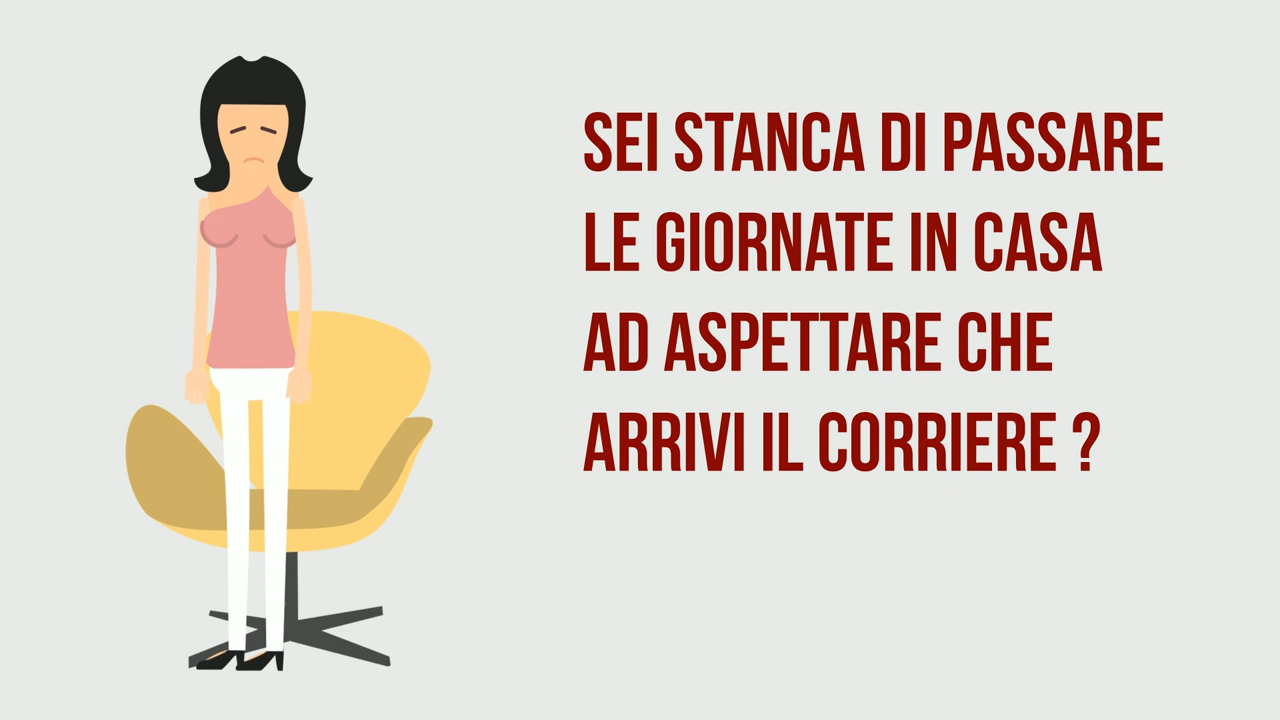 SEI STANCA DI PASSARE
LE GIORNATE IN CASA
AD ASPETTARE CHE
ARRIVI IL CORRIERE ?